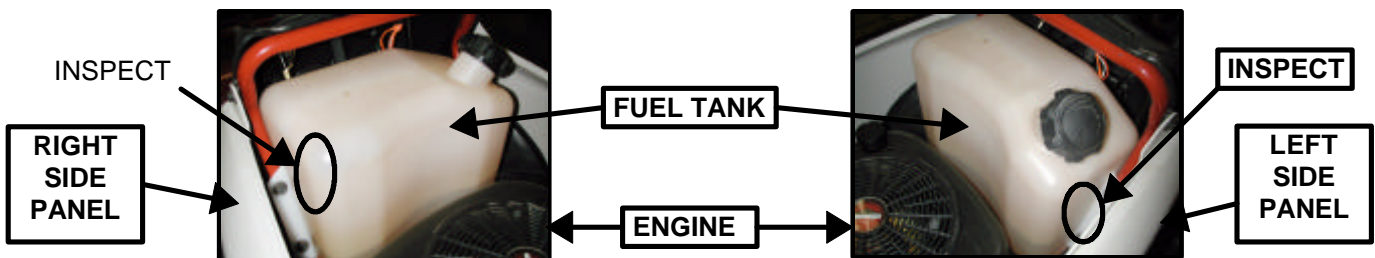 INSPECT
RIGHT
SIDE
PANEL
FUEL TANK
ENGINE
INSPECT
LEFT
SIDE
PANEL